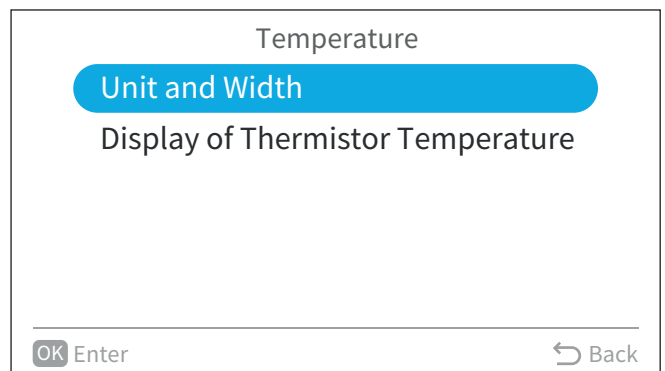 Temperature
Unit and Width
Display of Thermistor Temperature
OK Enter
Back